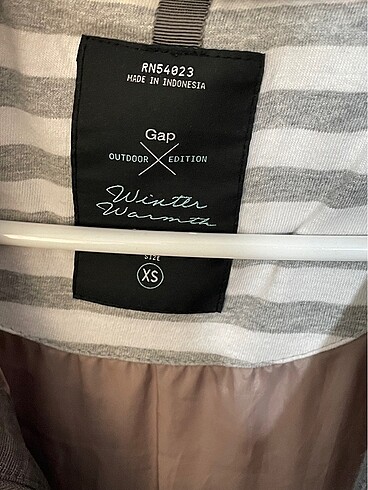 RN54023
MADE IN INDONESIA
Gap
OUTDOOR EDITION
Winter
Warmth
SIZE
XS